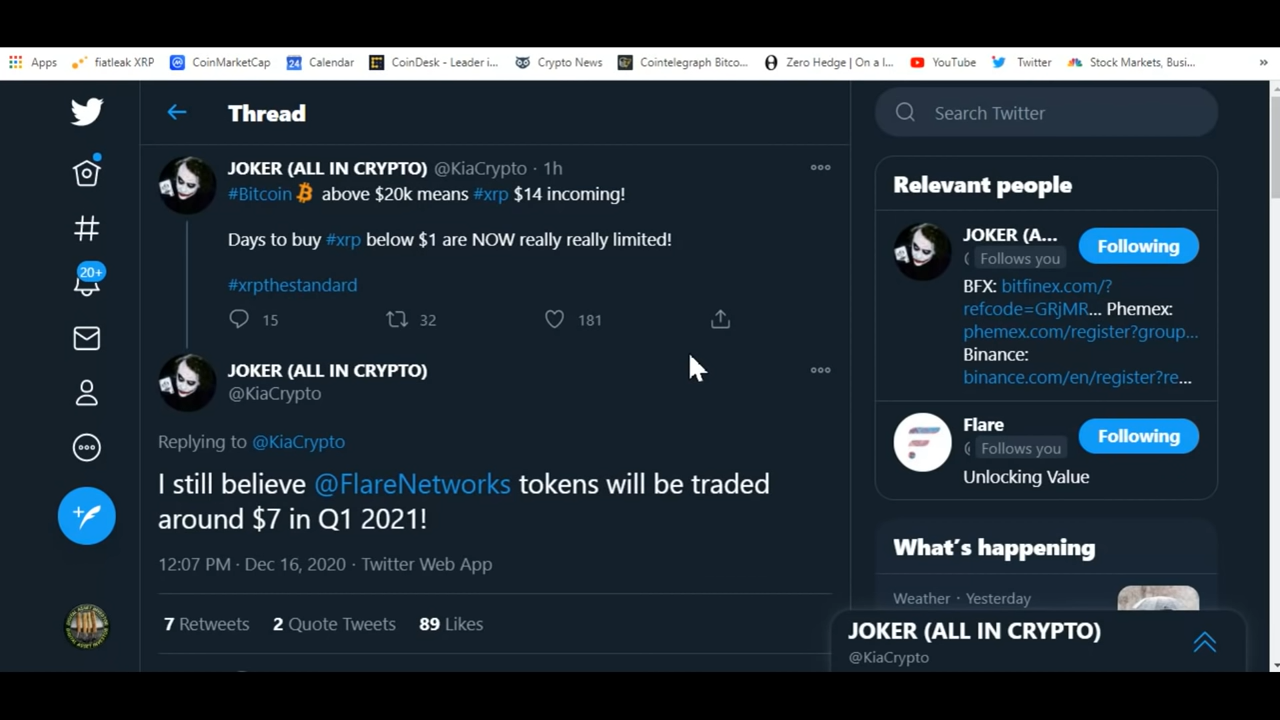 Apps fiatleak XRP CoinMarketCap 24 Calendar CoinDesk - Leader i... Crypto News Cointelegraph Bitco... Zero Hedge | On a l... YouTube Twitter Stock Markets, Busi... »
Thread
Search Twitter
JOKER (ALL IN CRYPTO) @KiaCrypto · 1h
#Bitcoin above $20k means #xrp $14 incoming!
Days to buy #xrp below $1 are NOW really really limited!
#xrpthestandard
15 32 181
20+
JOKER (ALL IN CRYPTO)
@KiaCrypto
Replying to @KiaCrypto
I still believe @FlareNetworks tokens will be traded
around $7 in Q1 2021!
12:07 PM · Dec 16, 2020 · Twitter Web App
7 Retweets 2 Quote Tweets 89 Likes
Relevant people
JOKER (A...
Follows you
Following
BFX: bitfinex.com/?
refcode=GRjMR... Phemex:
phemex.com/register?group...
Binance:
binance.com/en/register?re...
Flare
Follows you
Following
Unlocking Value
What's happening
Weather · Yesterday
JOKER (ALL IN CRYPTO)
@KiaCrypto